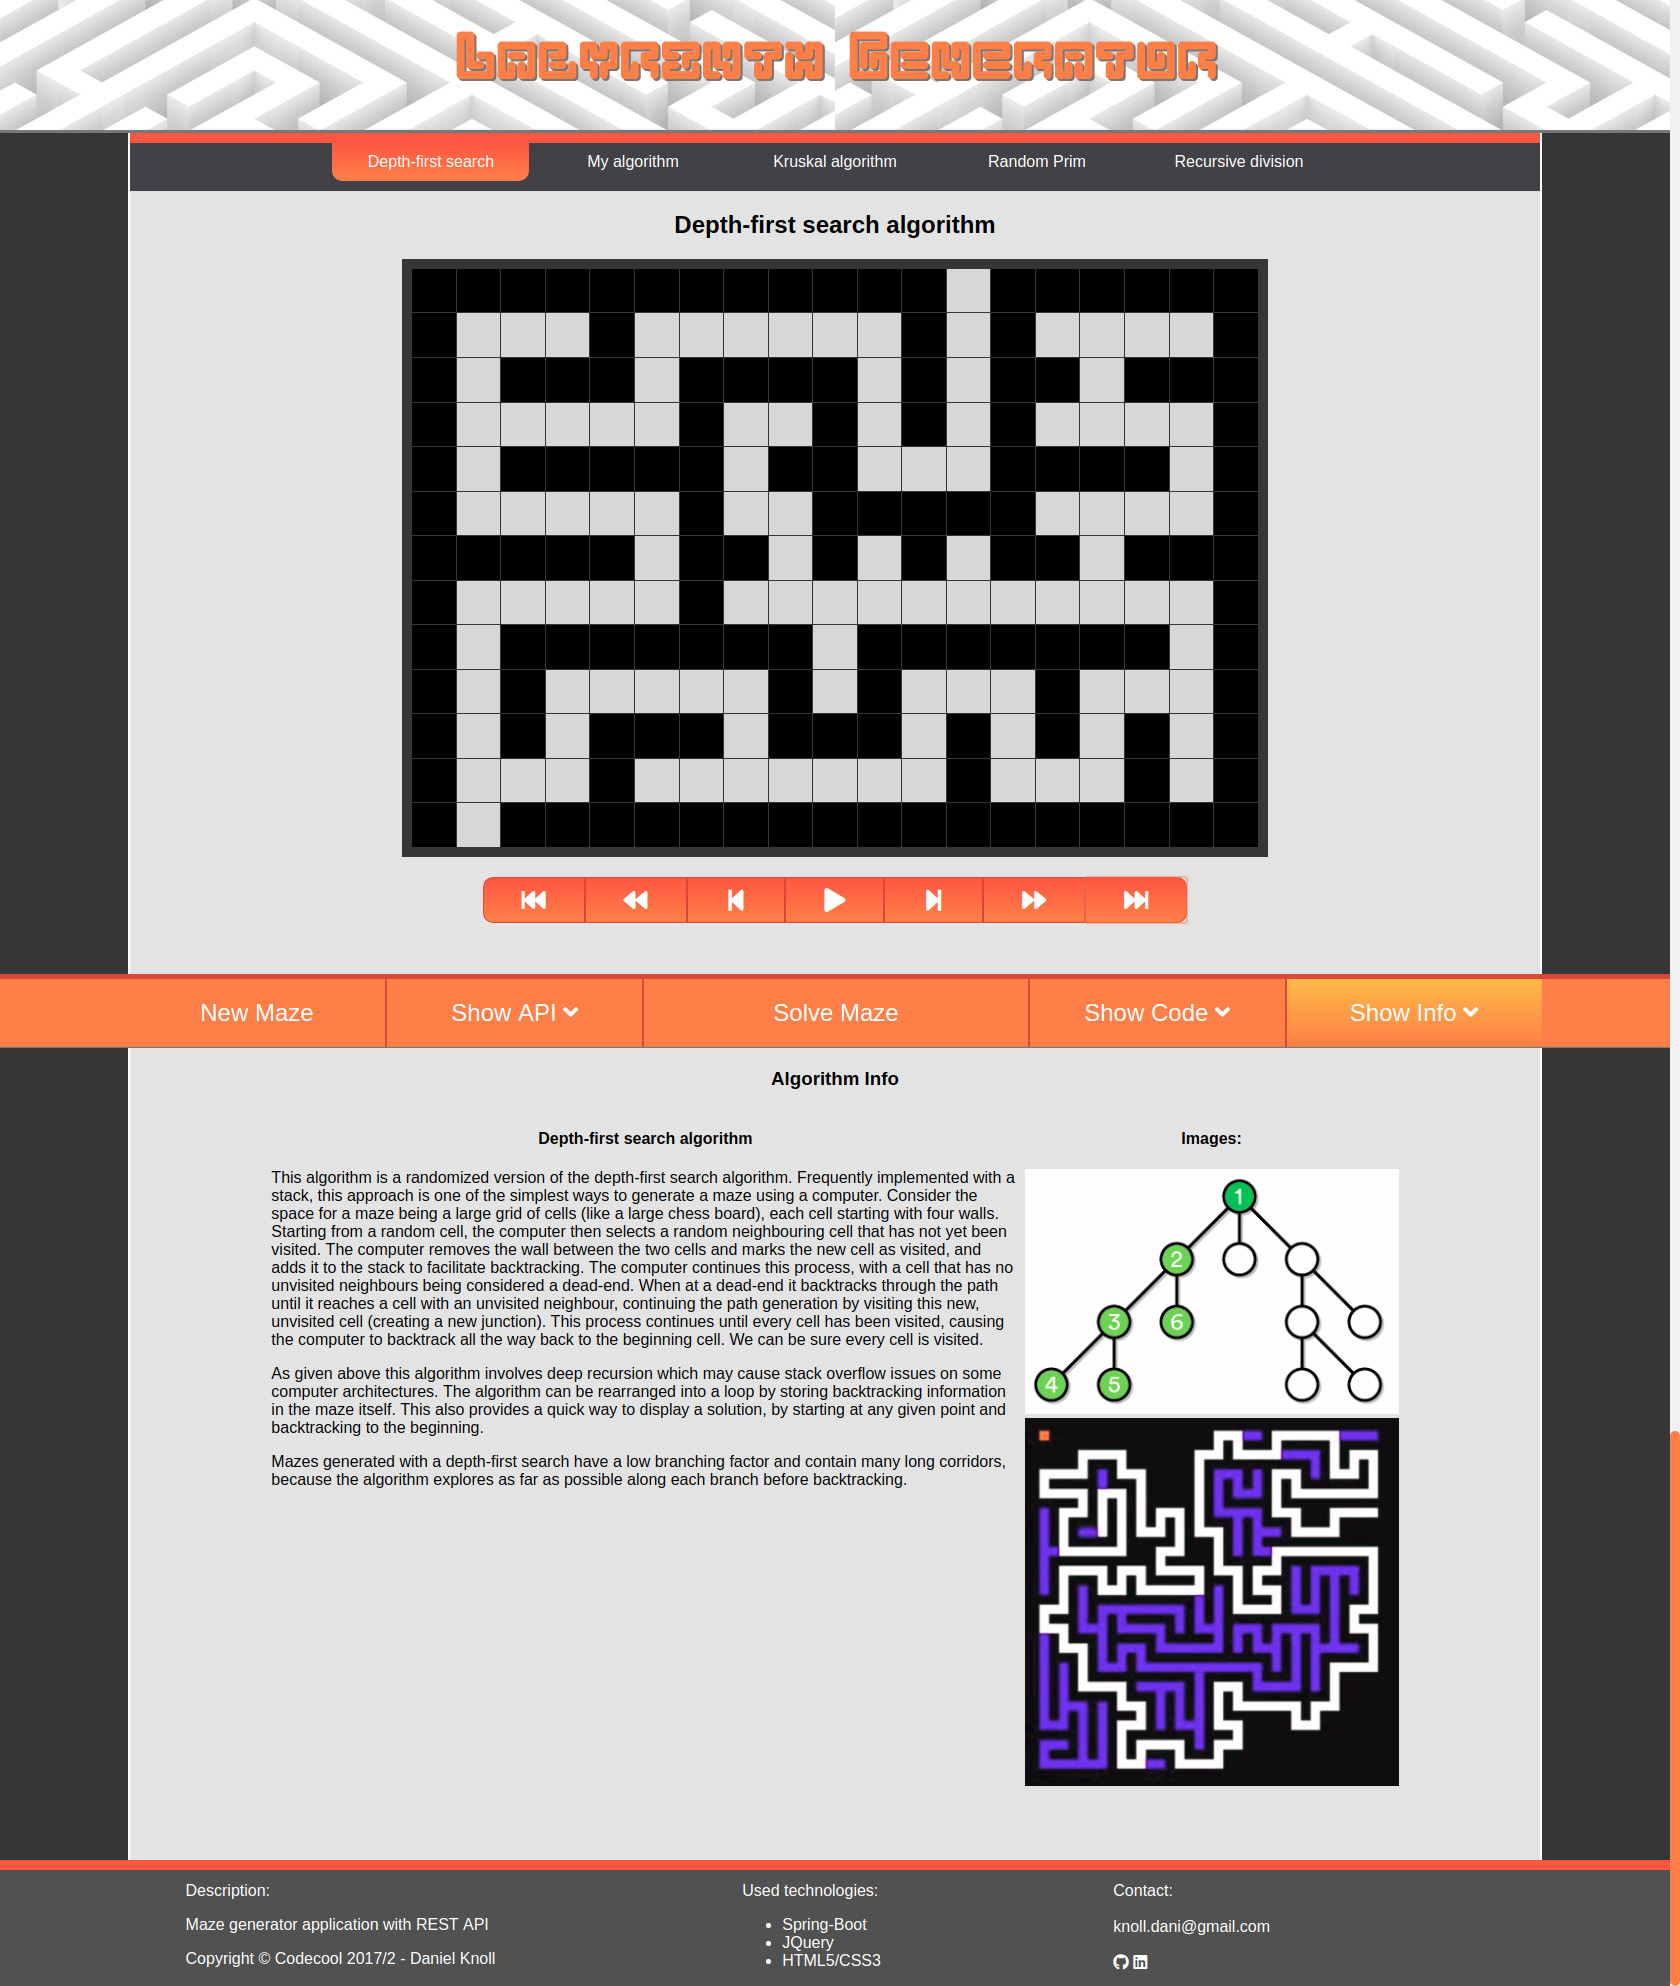 Labyrinth Generator
Depth-first search
My algorithm
Kruskal algorithm
Random Prim
Recursive division
Depth-first search algorithm
New Maze
Show API
Solve Maze
Show Code
Show Info
Algorithm Info
Depth-first search algorithm
This algorithm is a randomized version of the depth-first search algorithm. Frequently implemented with a
stack, this approach is one of the simplest ways to generate a maze using a computer. Consider the
space for a maze being a large grid of cells (like a large chess board), each cell starting with four walls.
Starting from a random cell, the computer then selects a random neighbouring cell that has not yet been
visited. The computer removes the wall between the two cells and marks the new cell as visited, and
adds it to the stack to facilitate backtracking. The computer continues this process, with a cell that has no
unvisited neighbours being considered a dead-end. When at a dead-end it backtracks through the path
until it reaches a cell with an unvisited neighbour, continuing the path generation by visiting this new,
unvisited cell (creating a new junction). This process continues until every cell has been visited, causing
the computer to backtrack all the way back to the beginning cell. We can be sure every cell is visited.
As given above this algorithm involves deep recursion which may cause stack overflow issues on some
computer architectures. The algorithm can be rearranged into a loop by storing backtracking information
in the maze itself. This also provides a quick way to display a solution, by starting at any given point and
backtracking to the beginning.
Mazes generated with a depth-first search have a low branching factor and contain many long corridors,
because the algorithm explores as far as possible along each branch before backtracking.
Images:
1
2
3
6
4
5
Description:
Maze generator application with REST API
Copyright © Codecool 2017/2 - Daniel Knoll
Used technologies:
• Spring-Boot
• JQuery
• HTML5/CSS3
Contact:
knoll.dani@gmail.com
in